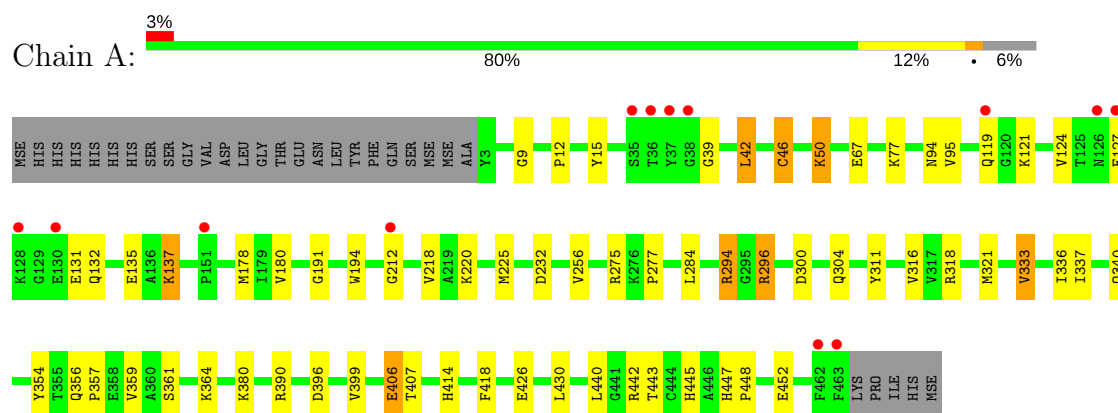 3%
Chain A:
80% 12% • 6%
MSE HIS HIS HIS HIS HIS HIS SER SER GLY VAL ASP LEU GLY THR GLU ASN LEU TYR PHE GLN SER MSE MSE ALA Y3 G9 P12 Y15 S35 T36 Y37 G38 G39 L42 C46 K50 E67 K77 N94 V95 Q119 G120 K121 V124 T125 N126
K128 G129 E130 E131 Q132 E135 A136 K137 P151 M178 I179 V180 G191 W194 G212 V218 A219 K220 M225 D232 V256 R275 K276 P277 L284 R294 G295 R296 D300 Q304 Y311 V316 V317 R318 M321 V333 I336 I337
Y354 T355 Q356 P357 E358 V359 A360 S361 K364 K380 R390 D396 V399 E406 T407 H414 F418 E426 L430 L440 G441 R442 T443 C444 H445 A446 H447 P448 E452 F462 F463 LYS PRO ILE HIS MSE